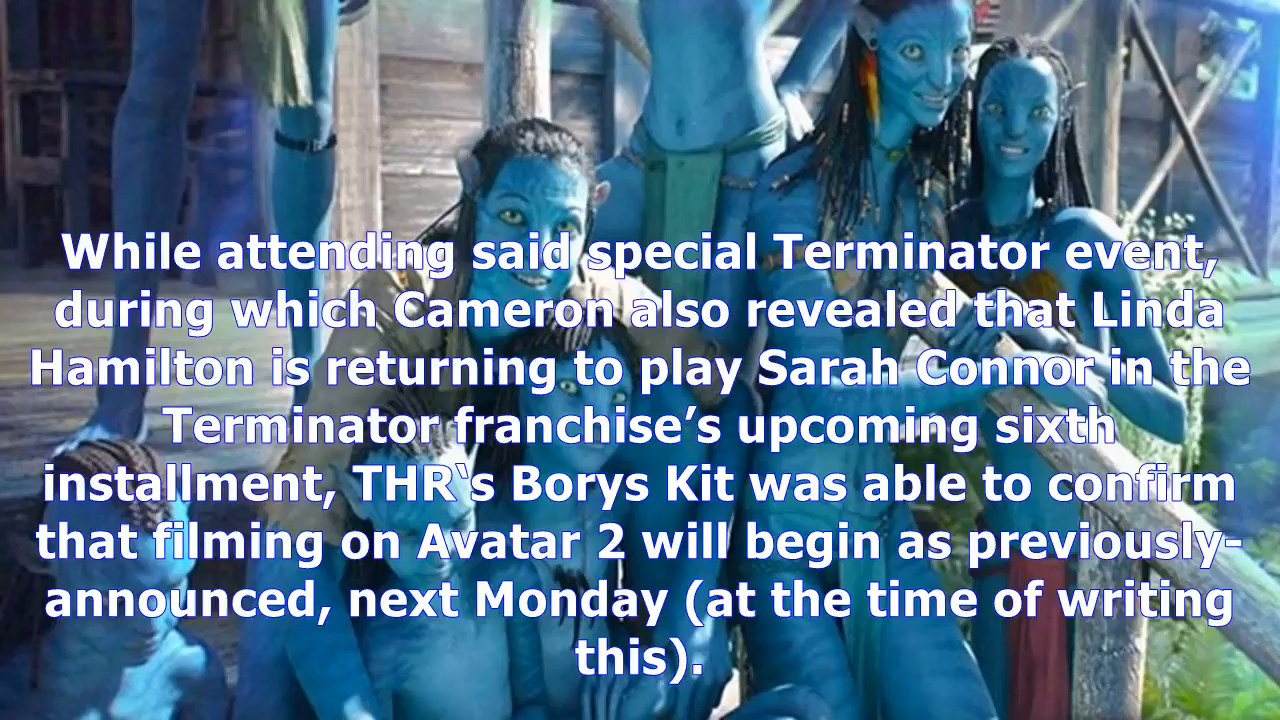 While attending said special Terminator event,
during which Cameron also revealed that Linda
Hamilton is returning to play Sarah Connor in the
Terminator franchise’s upcoming sixth
installment, THR‘s Borys Kit was able to confirm
that filming on Avatar 2 will begin as previously-
announced, next Monday (at the time of writing
this).